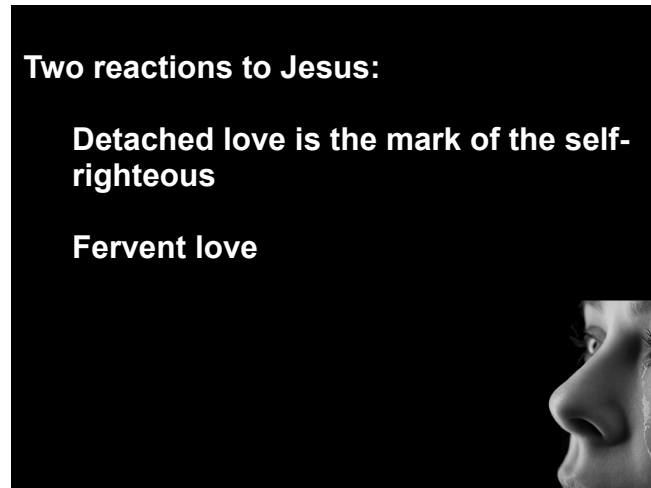 Two reactions to Jesus:
Detached love is the mark of the self-
righteous
Fervent love